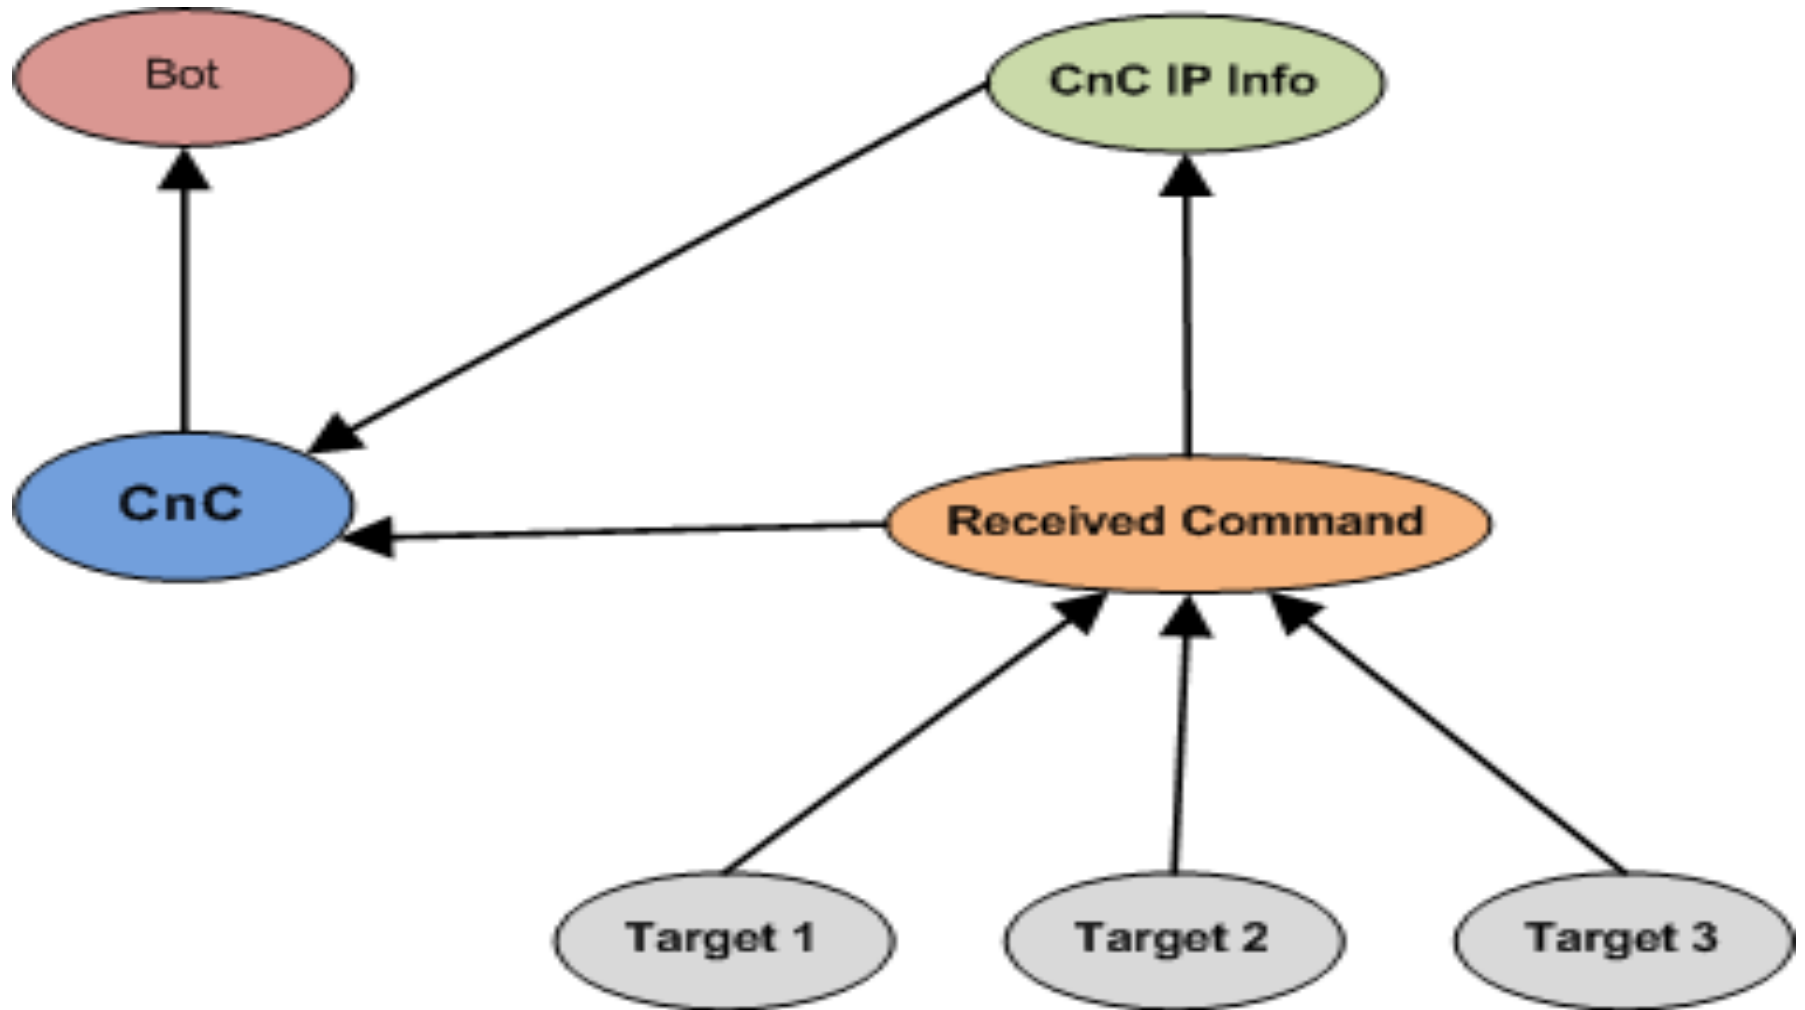 Bot
CnC IP Info
CnC
Received Command
Target 1
Target 2
Target 3